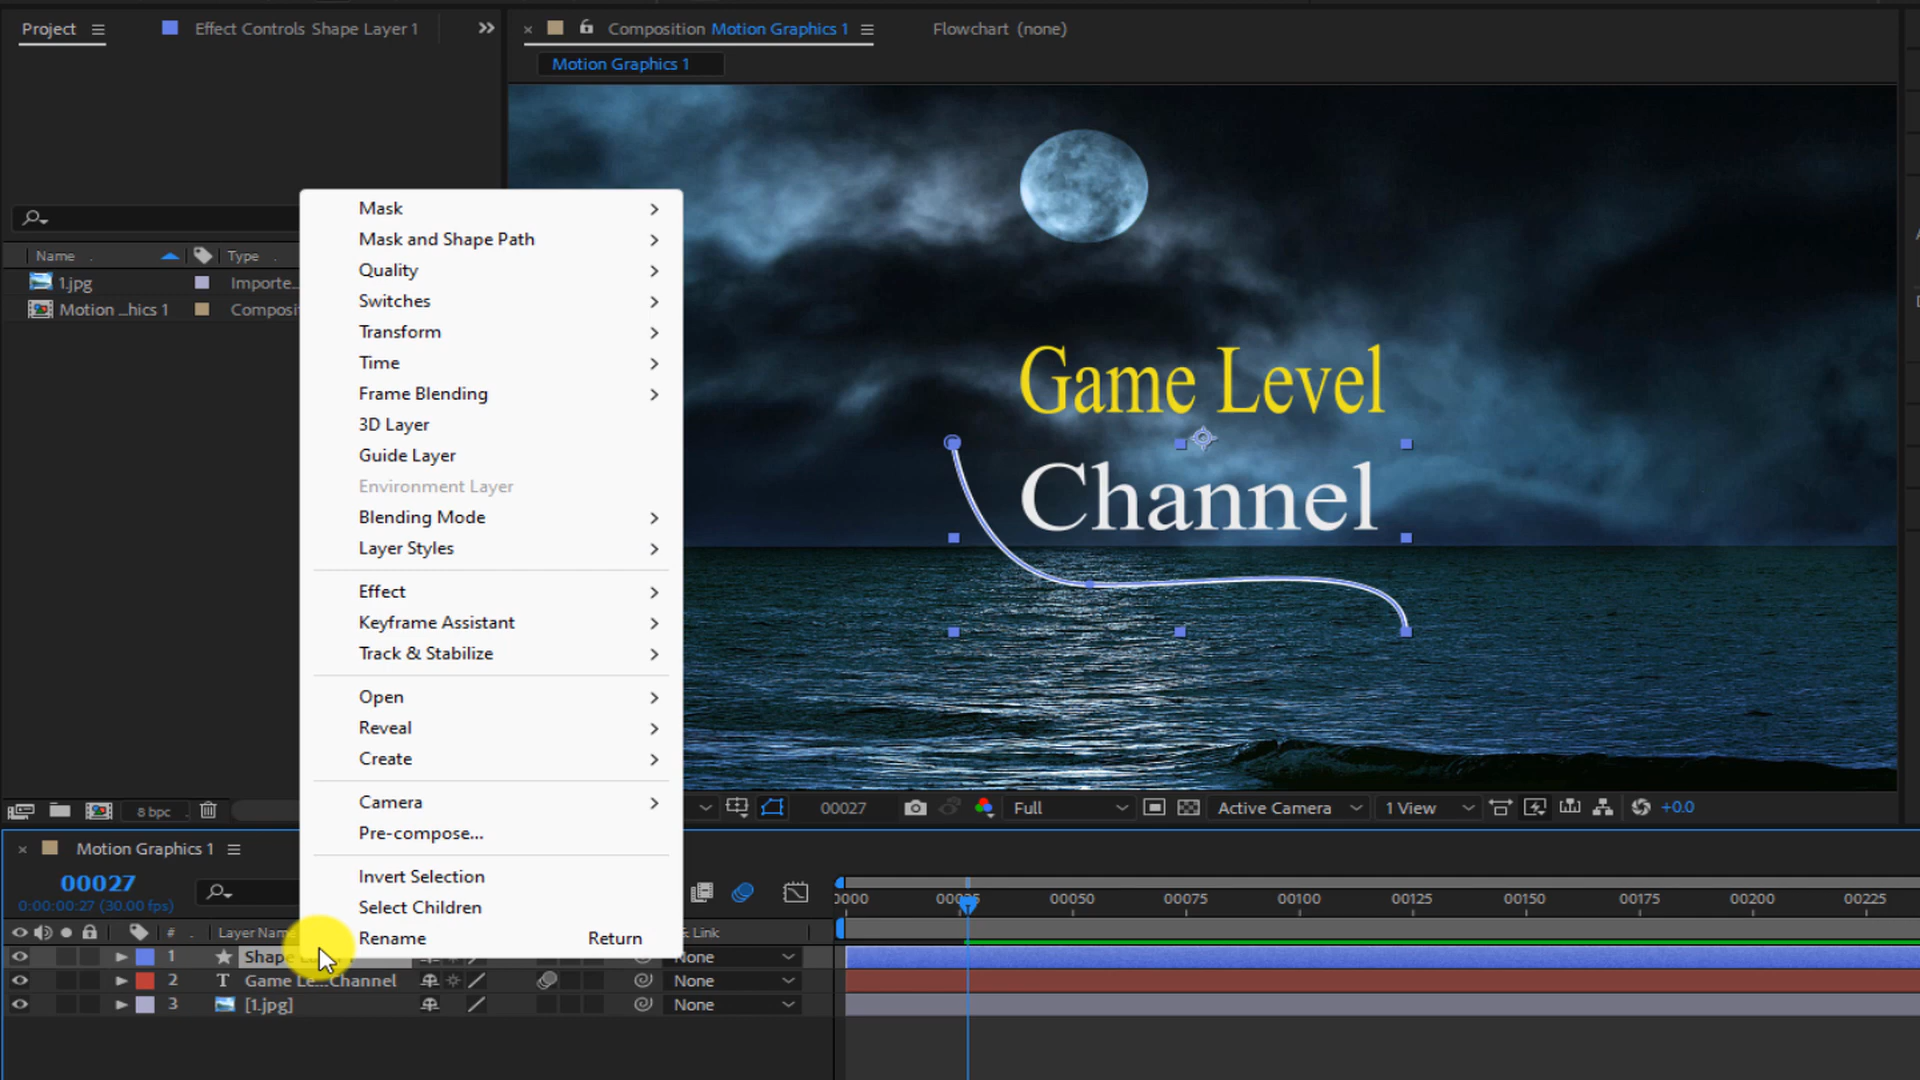 Project
Effect Controls Shape Layer 1
Composition Motion Graphics 1
Flowchart (none)
Motion Graphics 1
Name
Type
1.jpg
Importe...
Motion ...hics 1
Composi
Mask
Mask and Shape Path
Quality
Switches
Transform
Time
Frame Blending
3D Layer
Guide Layer
Environment Layer
Blending Mode
Layer Styles
Effect
Keyframe Assistant
Track & Stabilize
Open
Reveal
Create
Camera
Pre-compose...
Invert Selection
Select Children
Rename Return
Game Level
Channel
8 bpc
00027
Full
Active Camera
1 View
+0.0
Motion Graphics 1
00027
0:00:00:27 (30.00 fps)
# Layer Name
& Link
0000
00050
00075
00100
00125
00150
00175
00200
00225
1 Shape None
2 T Game Le...Channel None
3 [1.jpg] None